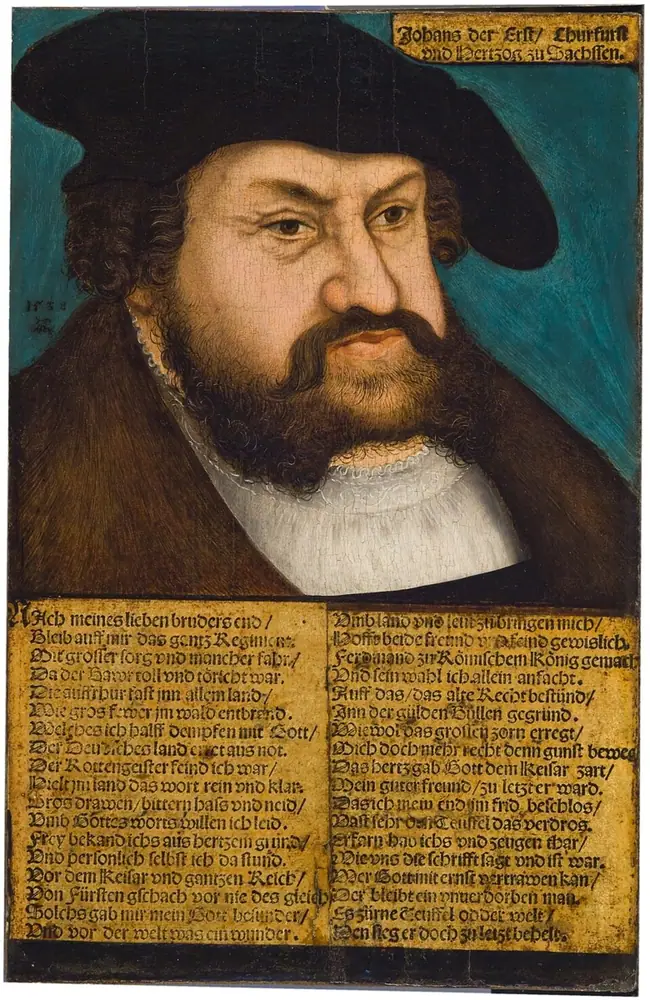 Johans der Erst/ Churfurst
vnd Hertzog zu Sachssen.
153
NAch meines lieben bruders end/
Bleib auff mir das gantz Regiment.
Mit grosser sorg vnd mancher fahr/
Da der Bawr toll vnd töricht war.
Die auffrhur fast jnn allem land/
Wie gros fewer jm wald entbrend.
Welches ich halff dempfen mit Gott/
Der Deudsches land erret aus not.
Der Rottengeister feind ich war/
Hielt jm land das wort rein vnd klar.
Gros drawen/ bittern hass vnd neid/
Vmb Gottes worts willen ich leid.
Frey bekand ichs aus hertzem grund/
Vnd personlich selbst ich da stund.
Vor dem Keisar vnd gantzen Reich/
Von Fürsten gschach vor nie des gleich
Solchs gab mir mein Gott besunder/
Vnd vor der welt was ein wunder.
Vmb land vnd leut zu bringen mich/
Hofft beide freund vnd feind gewislich.
Ferdinand zu Römischem König gemacht
Vnd sein wahl ich allein anfacht.
Auff das/ das alte Recht bestünd/
Jnn der gülden Bullen gegründ.
Wiewol das grossen zorn erregt/
Mich doch mehr recht denn gunst beweg
Das hertz gab Gott dem Keisar zart/
Mein guter freund/ zu letzt er ward.
Das ich mein end jm frid beschlos/
Vast sehr den Teuffel das verdros.
Erfarn hab ichs vnd zeugen thar/
Wie vns die schrifft sagt vnd ist war.
Wer Gott mit ernst vertrawen kan/
Der bleibt ein vnuerdorben man.
Es zürne Teuffel odder welt/
Den sieg er doch zu letzt behelt.